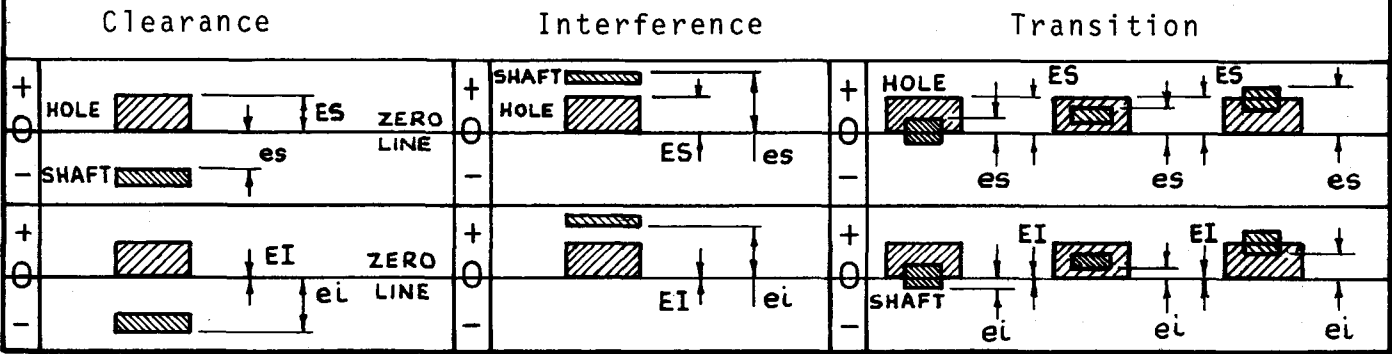 Clearance Interference Transition
+ HOLE ES ZERO
0 es LINE
- SHAFT
+ SHAFT
HOLE
0 ES es
-
+ HOLE ES ES
0
- es es es
+ EI ZERO
0 ei LINE
-
+
0 EI ei
-
+ EI EI
0 SHAFT
- ei ei ei